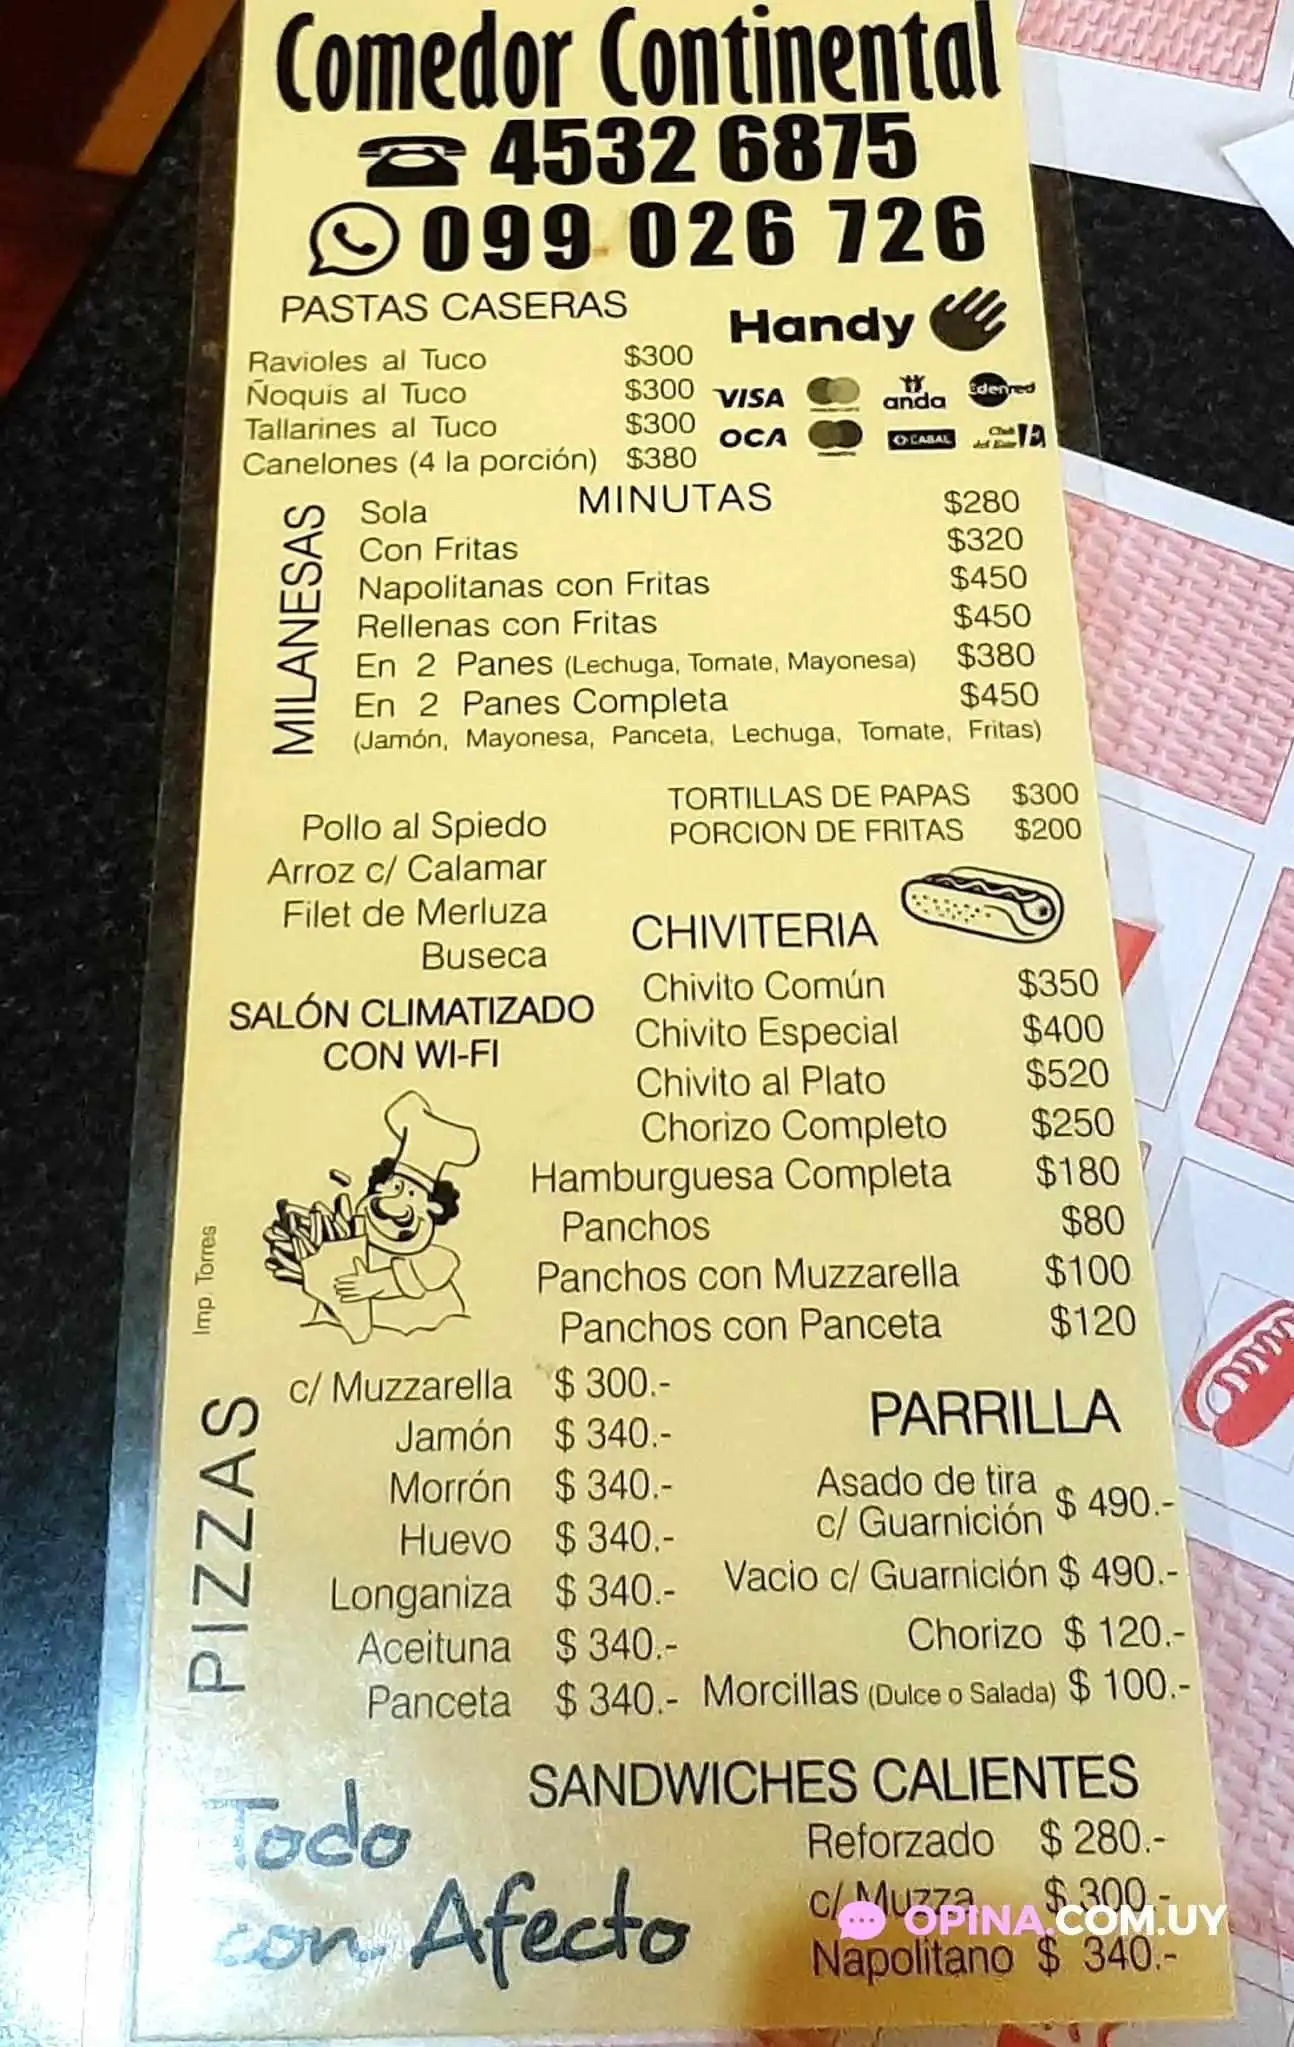 Comedor Continental
4532 6875
099 026 726
PASTAS CASERAS
Ravioles al Tuco $300
Ñoquis al Tuco $300
Tallarines al Tuco $300
Canelones (4 la porción) $380
Handy
VISA anda Edenred
OCA CABAL Club del Este
MINUTAS
MILANESAS
Sola $280
Con Fritas $320
Napolitanas con Fritas $450
Rellenas con Fritas $450
En 2 Panes (Lechuga, Tomate, Mayonesa) $380
En 2 Panes Completa $450
(Jamón, Mayonesa, Panceta, Lechuga, Tomate, Fritas)
TORTILLAS DE PAPAS $300
PORCION DE FRITAS $200
Pollo al Spiedo
Arroz c/ Calamar
Filet de Merluza
Buseca
SALÓN CLIMATIZADO
CON WI-FI
CHIVITERIA
Chivito Común $350
Chivito Especial $400
Chivito al Plato $520
Chorizo Completo $250
Hamburguesa Completa $180
Panchos $80
Panchos con Muzzarella $100
Panchos con Panceta $120
Imp. Torres
PIZZAS
c/ Muzzarella $ 300.-
Jamón $ 340.-
Morrón $ 340.-
Huevo $ 340.-
Longaniza $ 340.-
Aceituna $ 340.-
Panceta $ 340.-
PARRILLA
Asado de tira
c/ Guarnición $ 490.-
Vacio c/ Guarnición $ 490.-
Chorizo $ 120.-
Morcillas (Dulce o Salada) $ 100.-
SANDWICHES CALIENTES
Reforzado $ 280.-
c/ Muzza $ 300.-
Napolitano $ 340.-
Todo
con Afecto
OPINA.COM.UY